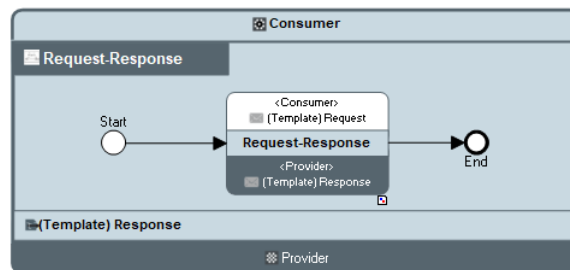 Consumer
Request-Response
Start
<Consumer>
(Template) Request
Request-Response
<Provider>
(Template) Response
End
(Template) Response
Provider